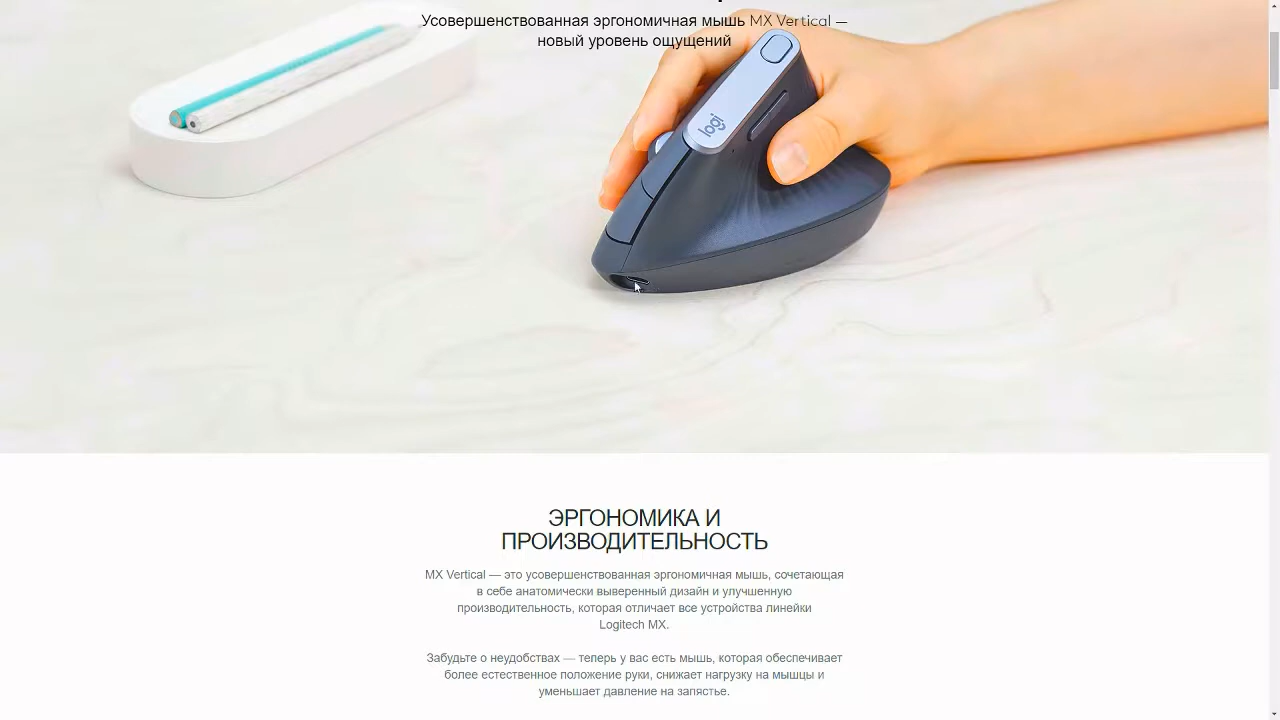 Усовершенствованная эргономичная мышь MX Vertical —
новый уровень ощущений
logi
ЭРГОНОМИКА И
ПРОИЗВОДИТЕЛЬНОСТЬ
MX Vertical — это усовершенствованная эргономичная мышь, сочетающая
в себе анатомически выверенный дизайн и улучшенную
производительность, которая отличает все устройства линейки
Logitech MX.
Забудьте о неудобствах — теперь у вас есть мышь, которая обеспечивает
более естественное положение руки, снижает нагрузку на мышцы и
уменьшает давление на запястье.